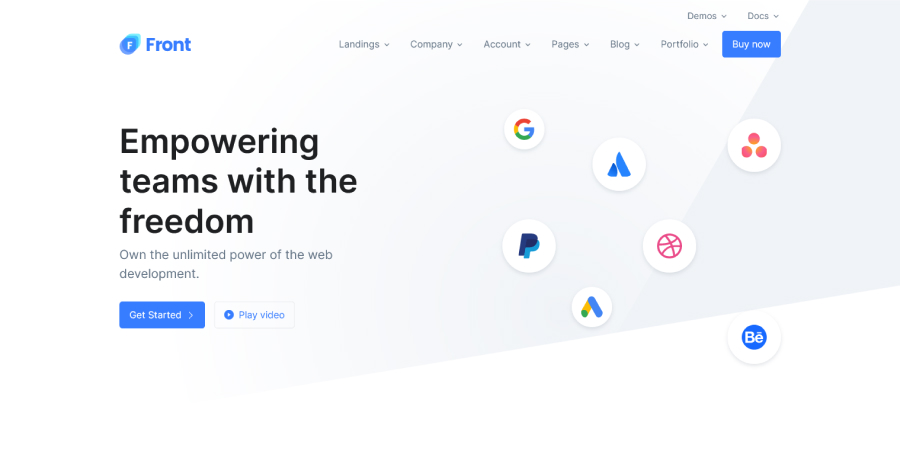 Demos Docs
F Front
Landings Company Account Pages Blog Portfolio Buy now
Empowering
teams with the
freedom
Own the unlimited power of the web
development.
Get Started Play video
Bē